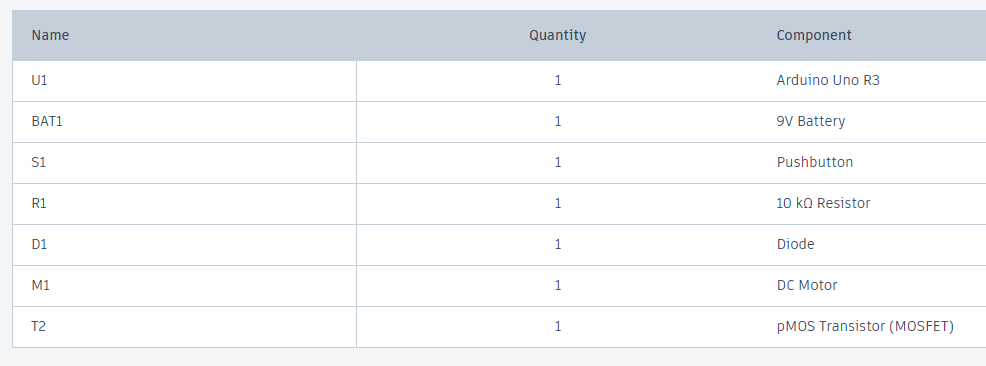 Name Quantity Component
U1 1 Arduino Uno R3
BAT1 1 9V Battery
S1 1 Pushbutton
R1 1 10 kΩ Resistor
D1 1 Diode
M1 1 DC Motor
T2 1 pMOS Transistor (MOSFET)